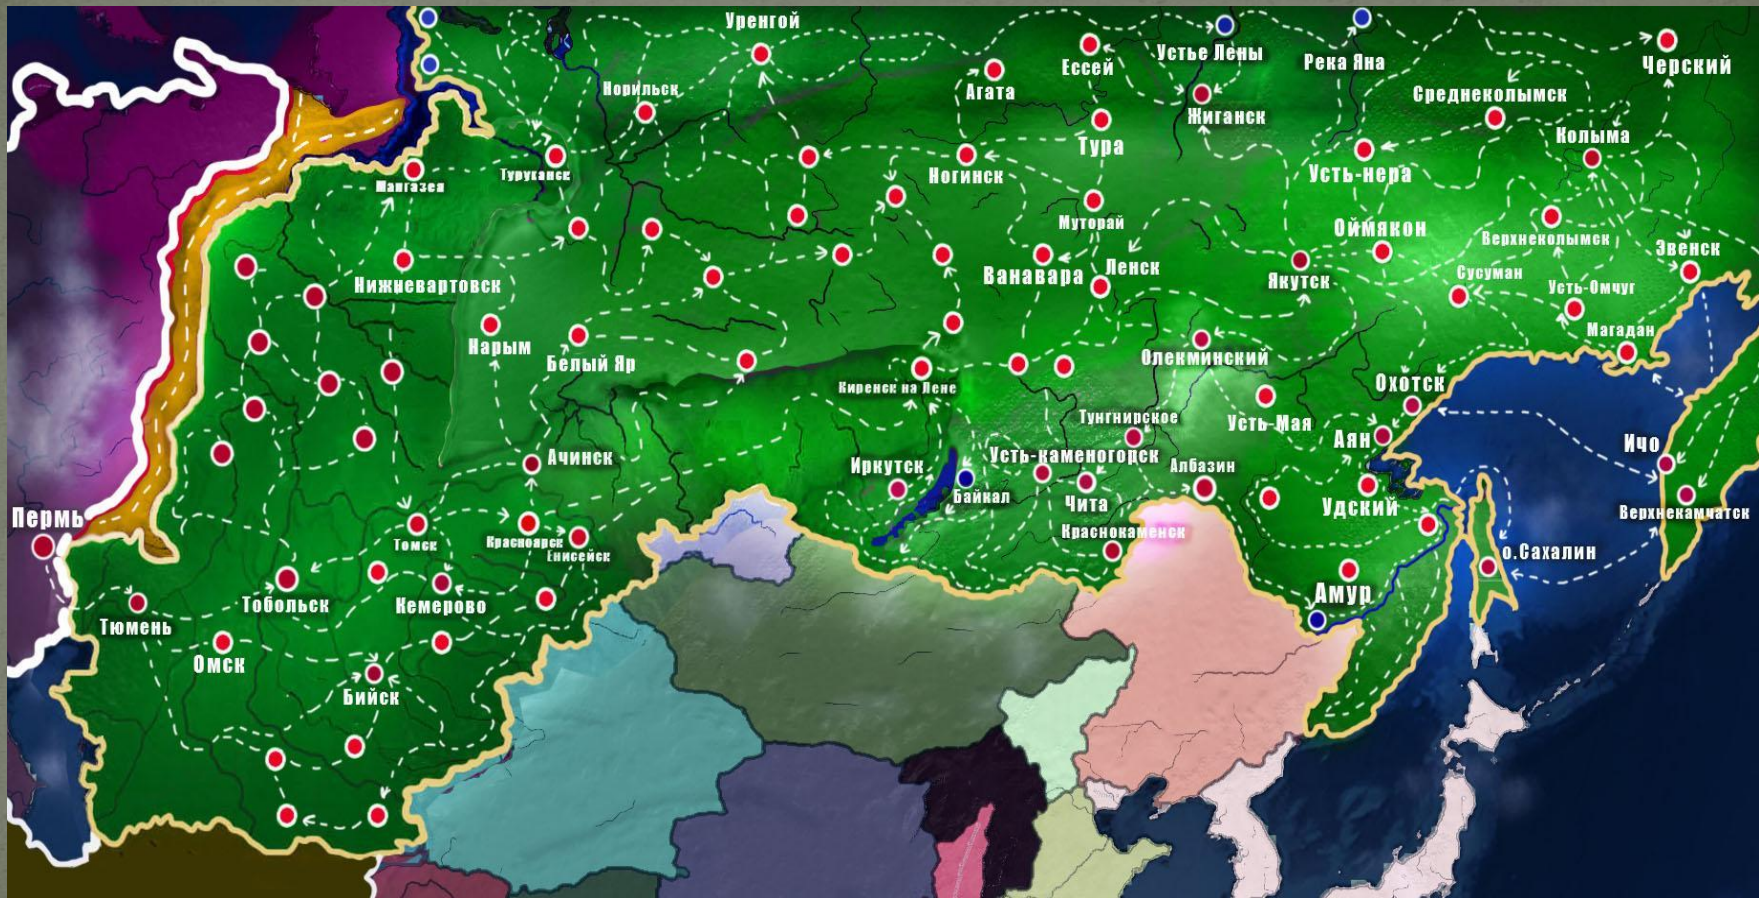 Уренгой
Ессей
Устье Лены
Река Яна
Черский
Норильск
Агата
Жиганск
Среднеколымск
Колыма
Тура
Туруханск
Мангазея
Ногинск
Усть-нера
Муторай
Оймякон
Верхнеколымск
Эвенск
Нижневартовск
Ванавара
Ленск
Якутск
Сусуман
Усть-Омчуг
Магадан
Нарым
Белый Яр
Олекминский
Киренск на Лене
Охотск
Тунгнирское
Усть-Мая
Аян
Ичо
Ачинск
Иркутск
Усть-каменогорск
Албазин
Байкал
Чита
Удский
Верхнекамчатск
Пермь
Томск
Красноярск
Енисейск
Краснокаменск
о.Сахалин
Тобольск
Кемерово
Амур
Тюмень
Омск
Бийск